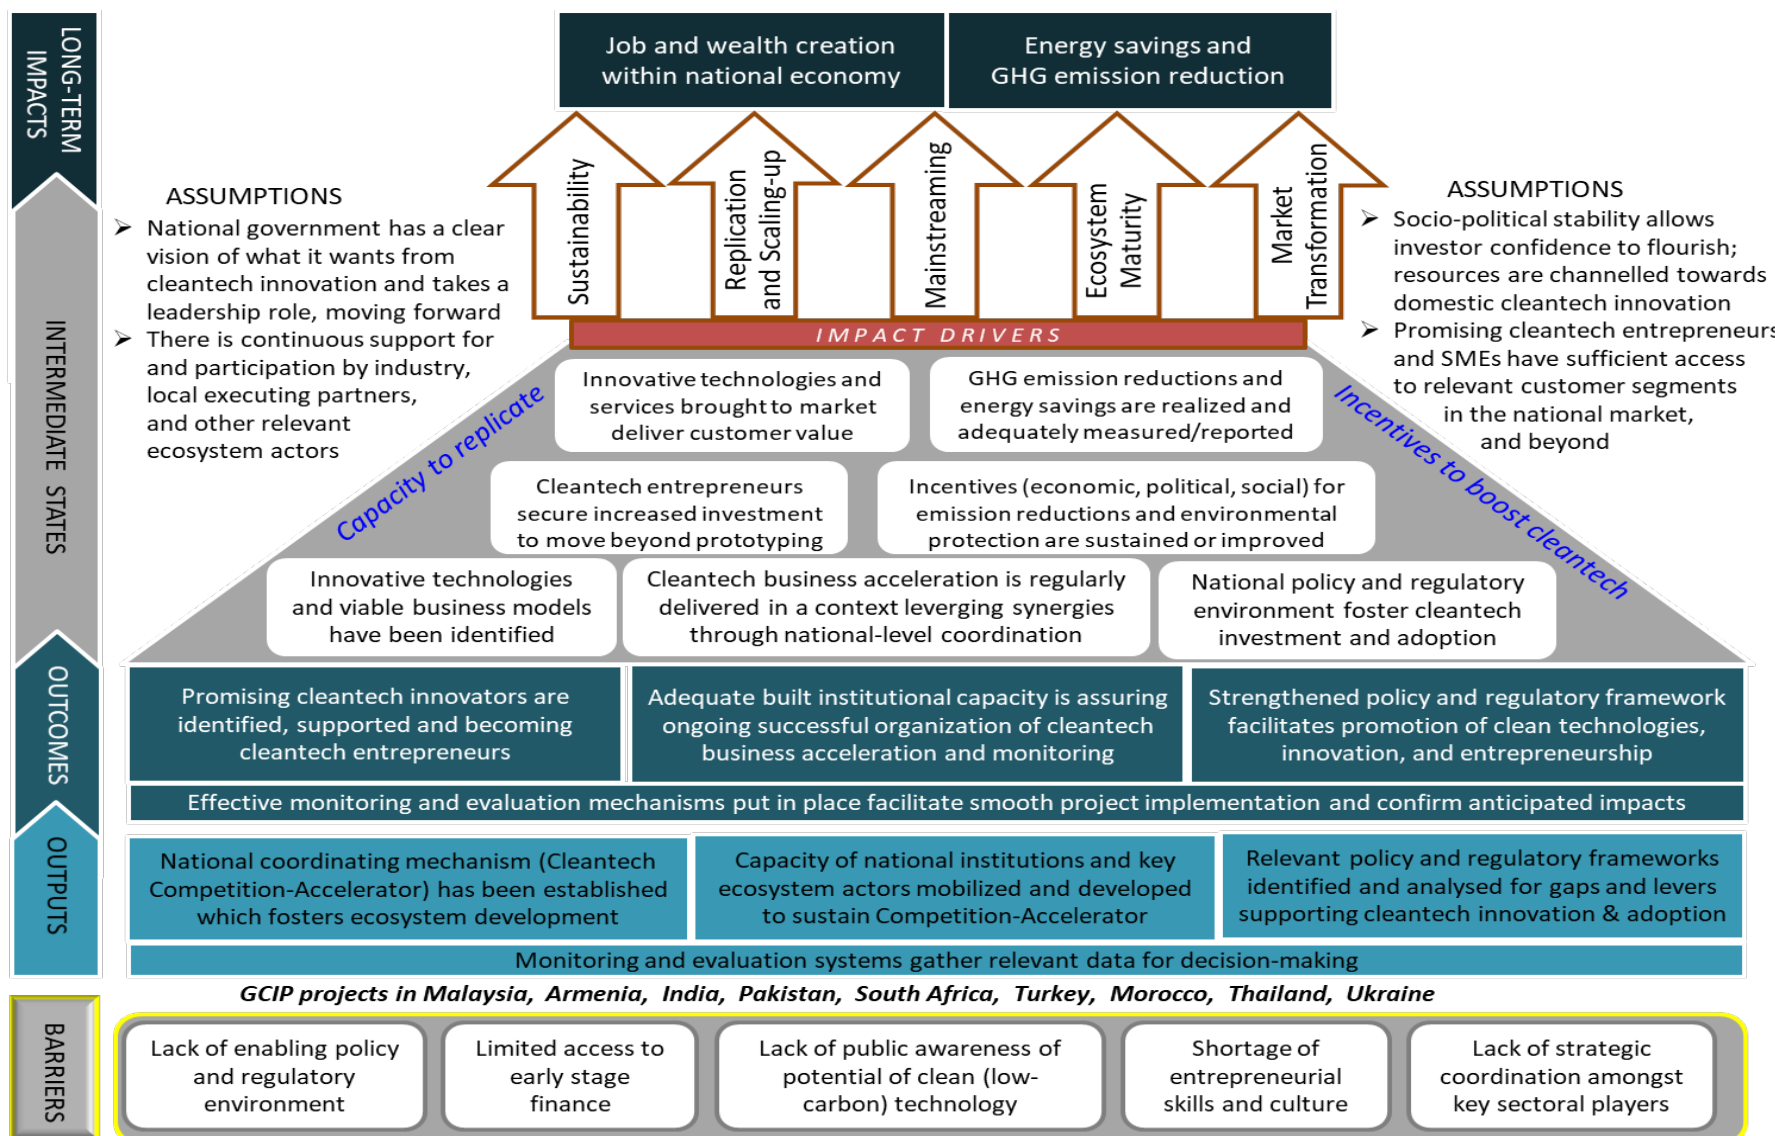 LONG-TERM
IMPACTS
Job and wealth creation
within national economy
Energy savings and
GHG emission reduction
Sustainability
Replication
and Scaling-up
Mainstreaming
Ecosystem
Maturity
Market
Transformation
IMPACT DRIVERS
ASSUMPTIONS
➢ National government has a clear
vision of what it wants from
cleantech innovation and takes a
leadership role, moving forward
➢ There is continuous support for
and participation by industry,
local executing partners,
and other relevant
ecosystem actors
ASSUMPTIONS
➢ Socio-political stability allows
investor confidence to flourish;
resources are channelled towards
domestic cleantech innovation
➢ Promising cleantech entrepreneurs
and SMEs have sufficient access
to relevant customer segments
in the national market,
and beyond
INTERMEDIATE STATES
Capacity to replicate
Incentives to boost cleantech
Innovative technologies and
services brought to market
deliver customer value
GHG emission reductions and
energy savings are realized and
adequately measured/reported
Cleantech entrepreneurs
secure increased investment
to move beyond prototyping
Incentives (economic, political, social) for
emission reductions and environmental
protection are sustained or improved
Innovative technologies
and viable business models
have been identified
Cleantech business acceleration is regularly
delivered in a context leverging synergies
through national-level coordination
National policy and regulatory
environment foster cleantech
investment and adoption
OUTCOMES
Promising cleantech innovators are
identified, supported and becoming
cleantech entrepreneurs
Adequate built institutional capacity is assuring
ongoing successful organization of cleantech
business acceleration and monitoring
Strengthened policy and regulatory framework
facilitates promotion of clean technologies,
innovation, and entrepreneurship
Effective monitoring and evaluation mechanisms put in place facilitate smooth project implementation and confirm anticipated impacts
OUTPUTS
National coordinating mechanism (Cleantech
Competition-Accelerator) has been established
which fosters ecosystem development
Capacity of national institutions and key
ecosystem actors mobilized and developed
to sustain Competition-Accelerator
Relevant policy and regulatory frameworks
identified and analysed for gaps and levers
supporting cleantech innovation & adoption
Monitoring and evaluation systems gather relevant data for decision-making
GCIP projects in Malaysia, Armenia, India, Pakistan, South Africa, Turkey, Morocco, Thailand, Ukraine
BARRIERS
Lack of enabling policy
and regulatory
environment
Limited access to
early stage
finance
Lack of public awareness of
potential of clean (low-
carbon) technology
Shortage of
entrepreneurial
skills and culture
Lack of strategic
coordination amongst
key sectoral players